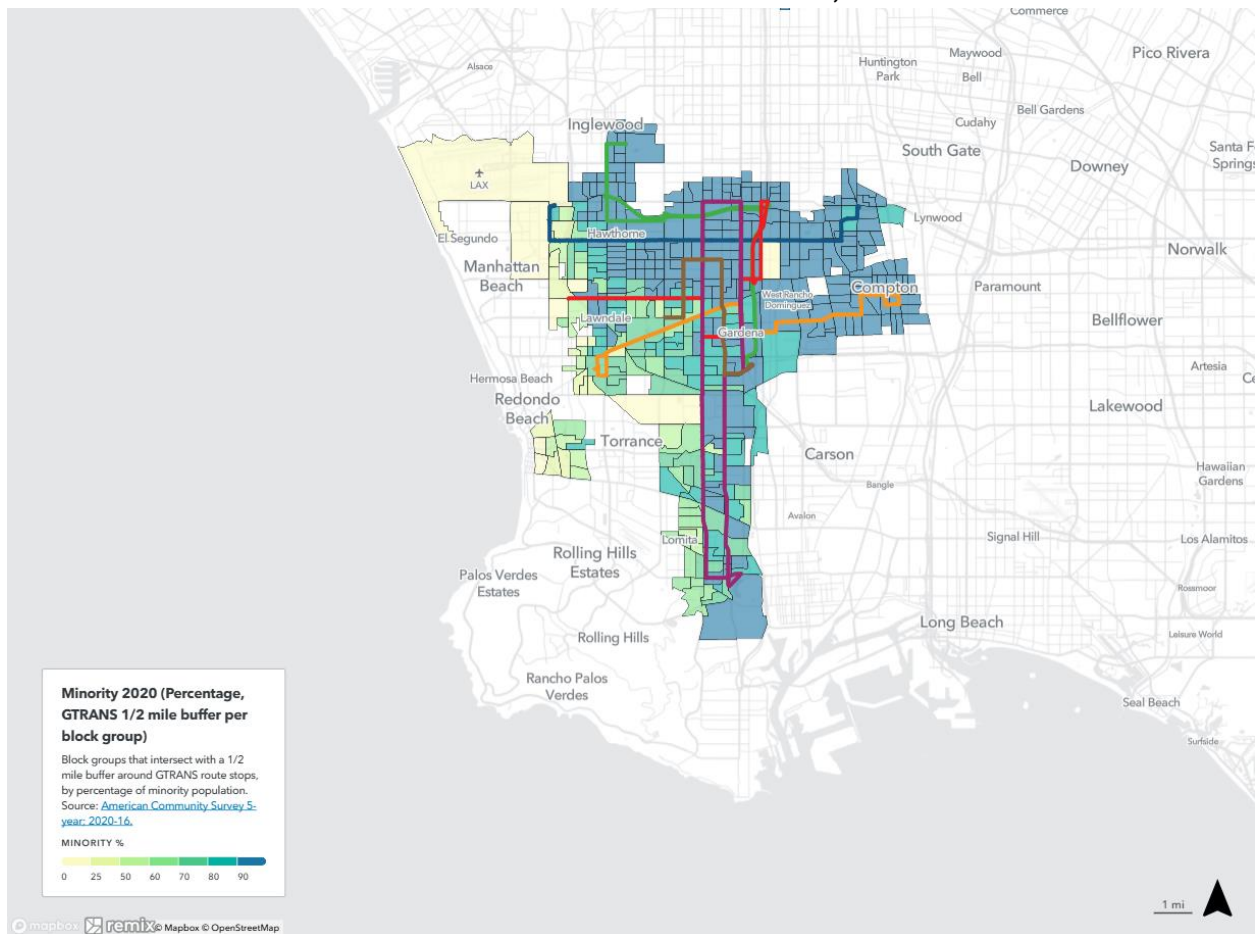 Commerce
Maywood
Pico Rivera
Alsace
Huntington
Park
Bell
Bell Gardens
Inglewood
Cudahy
South Gate
Santa F
Springs
Downey
LAX
Lynwood
El Segundo
Hawthorne
Norwalk
Manhattan
Beach
Compton
Paramount
West Rancho
Dominguez
Lawndale
Gardena
Bellflower
Artesia
Hermosa Beach
Redondo
Beach
Lakewood
Torrance
Carson
Hawaiian
Gardens
Bangle
Avalon
Signal Hill
Los Alamitos
Lomita
Rolling Hills
Estates
Palos Verdes
Estates
Rossmoor
Long Beach
Leisure World
Rolling Hills
Rancho Palos
Verdes
Seal Beach
Surfside
Minority 2020 (Percentage,
GTRANS 1/2 mile buffer per
block group)
Block groups that intersect with a 1/2
mile buffer around GTRANS route stops,
by percentage of minority population.
Source: American Community Survey 5-
year; 2020-16.
MINORITY %
0 25 50 60 70 80 90
1 mi
mapbox remix © Mapbox © OpenStreetMap